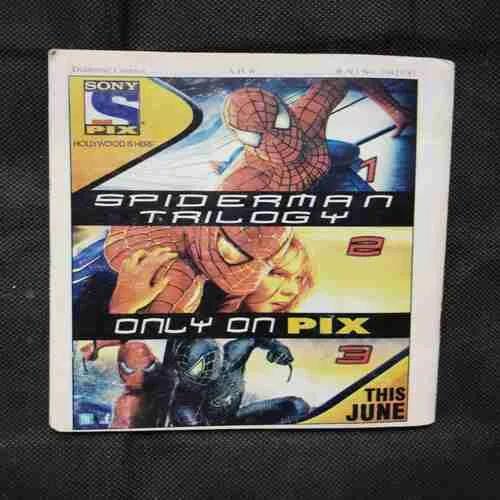 SONY
S
PIX
HOLLYWOOD IS HERE
1
SPIDERMAN
TRILOGY
2
ONLY ON PIX
3
THIS
JUNE
f